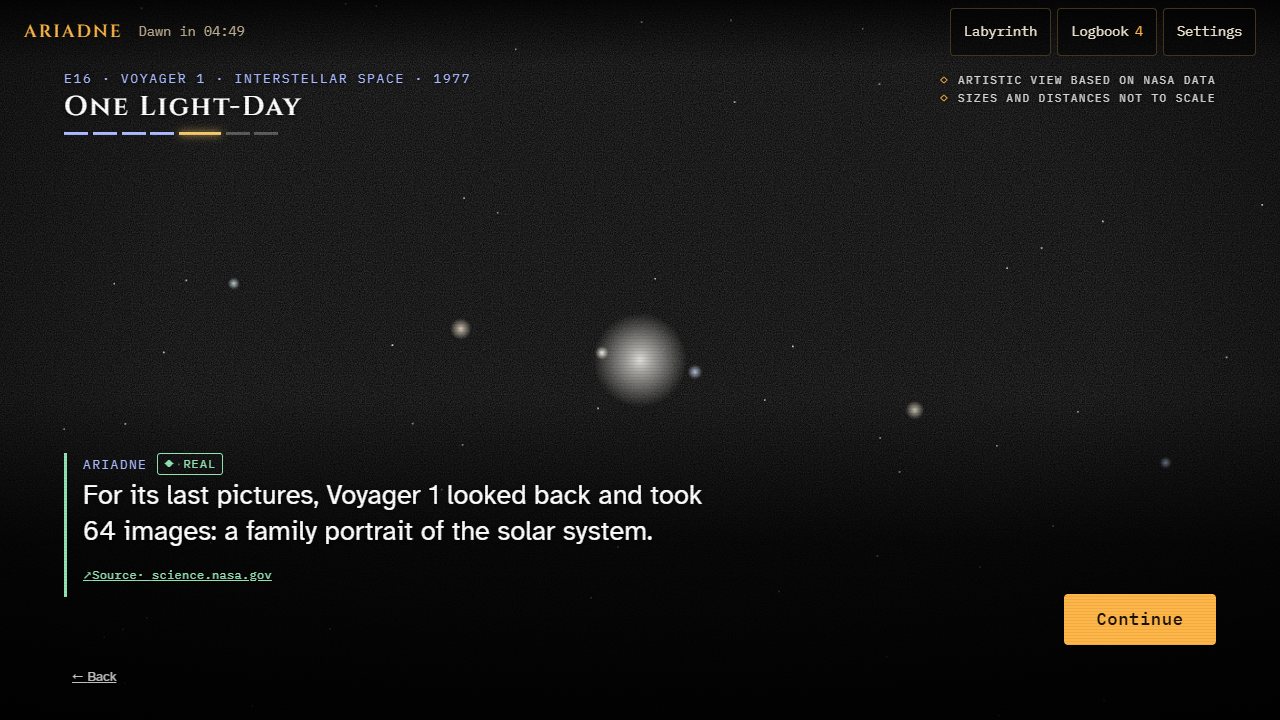 ARIADNE Dawn in 04:49 Labyrinth Logbook 4 Settings
E16 · VOYAGER 1 · INTERSTELLAR SPACE · 1977
One Light-Day
◇ ARTISTIC VIEW BASED ON NASA DATA
◇ SIZES AND DISTANCES NOT TO SCALE
ARIADNE ◆·REAL
For its last pictures, Voyager 1 looked back and took
64 images: a family portrait of the solar system.
↗Source· science.nasa.gov
Continue
← Back